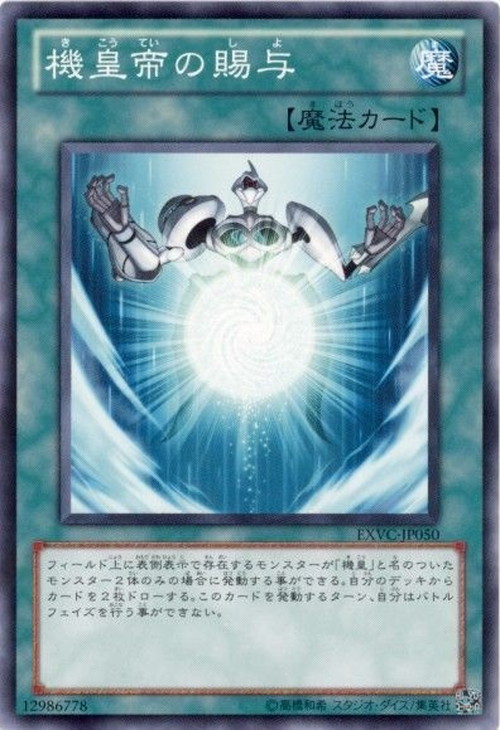 機皇帝の賜与
魔
【魔法カード】
EXVC-JP050
フィールド上に表側表示で存在するモンスターが「機皇」と名のついた
モンスター2体のみの場合に発動する事ができる。自分のデッキから
カードを2枚ドローする。このカードを発動するターン、自分はバトル
フェイズを行う事ができない。
12986778
©高橋和希 スタジオ・ダイス/集英社